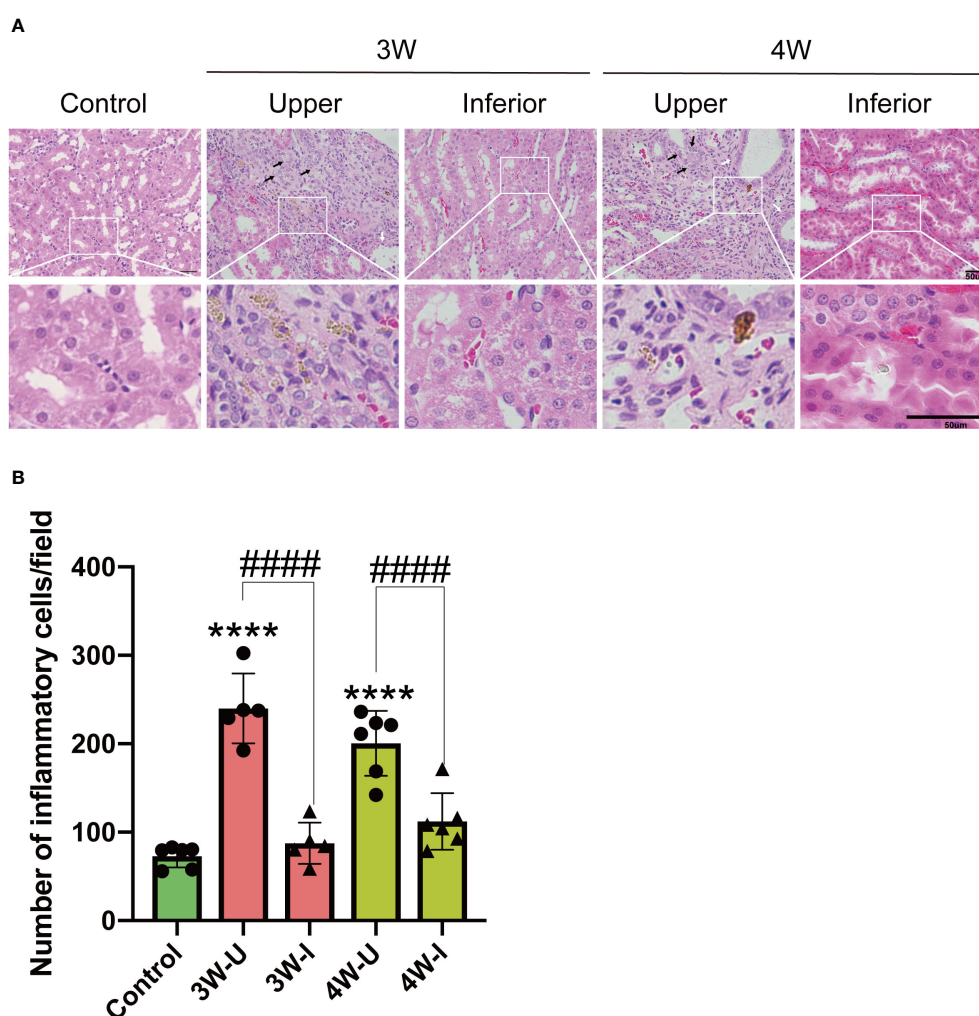 A
3W 4W
Control Upper Inferior Upper Inferior
50μ
50um
B
Number of inflammatory cells/field
400
300
200
100
0
####
####
****
****
Control
3W-U
3W-I
4W-U
4W-I